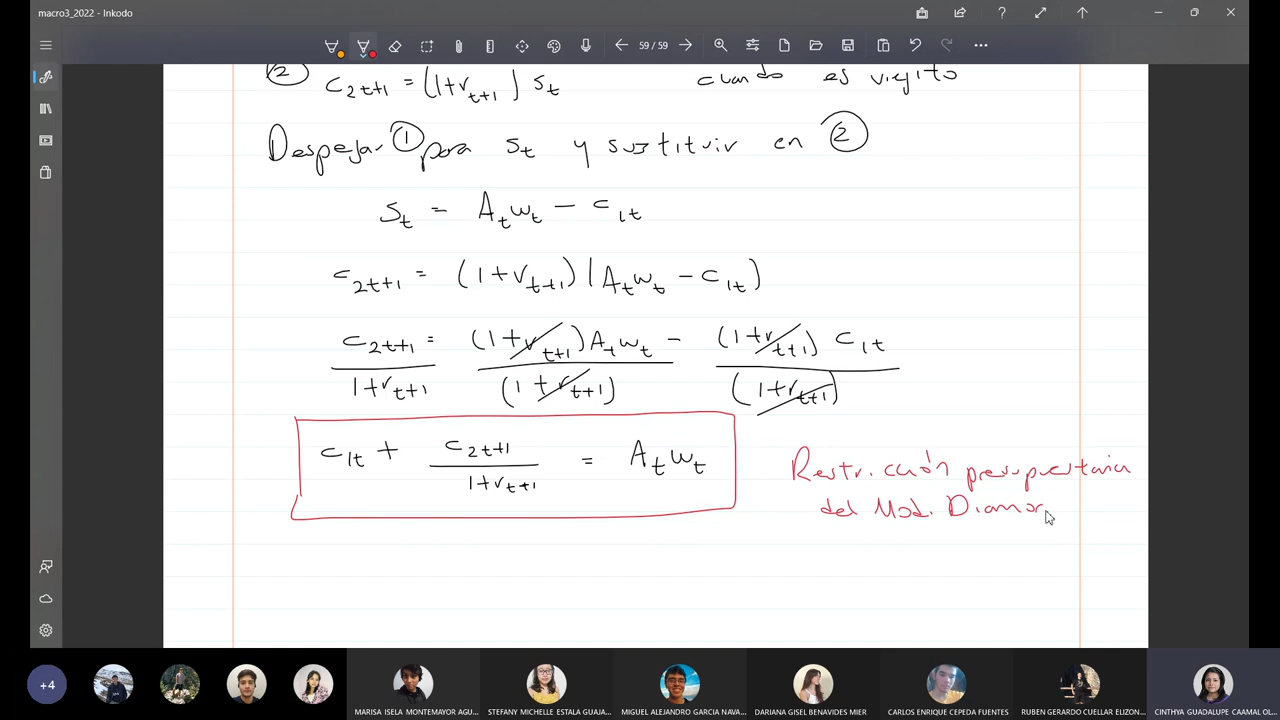 macro3_2022 - Inkodo
59 / 59
② c₂ₜ₊₁ = (1+rₜ₊₁) sₜ cuando es viejito
Despejar ① para sₜ y sustituir en ②
sₜ = Aₜwₜ − c₁ₜ
c₂ₜ₊₁ = (1+rₜ₊₁)(Aₜwₜ − c₁ₜ)
c₂ₜ₊₁ / 1+rₜ₊₁ = (1+rₜ₊₁)Aₜwₜ / (1+rₜ₊₁) − (1+rₜ₊₁) c₁ₜ / (1+rₜ₊₁)
c₁ₜ + c₂ₜ₊₁ / 1+rₜ₊₁ = Aₜwₜ
Restricción presupuestaria
del Mod. Diamon
+4
MARISA ISELA MONTEMAYOR AGU...
STEFANY MICHELLE ESTALA GUAJA...
MIGUEL ALEJANDRO GARCIA NAVA...
DARIANA GISEL BENAVIDES MIER
CARLOS ENRIQUE CEPEDA FUENTES
RUBEN GERARDO CUELLAR ELIZON...
CINTHYA GUADALUPE CAAMAL OL...